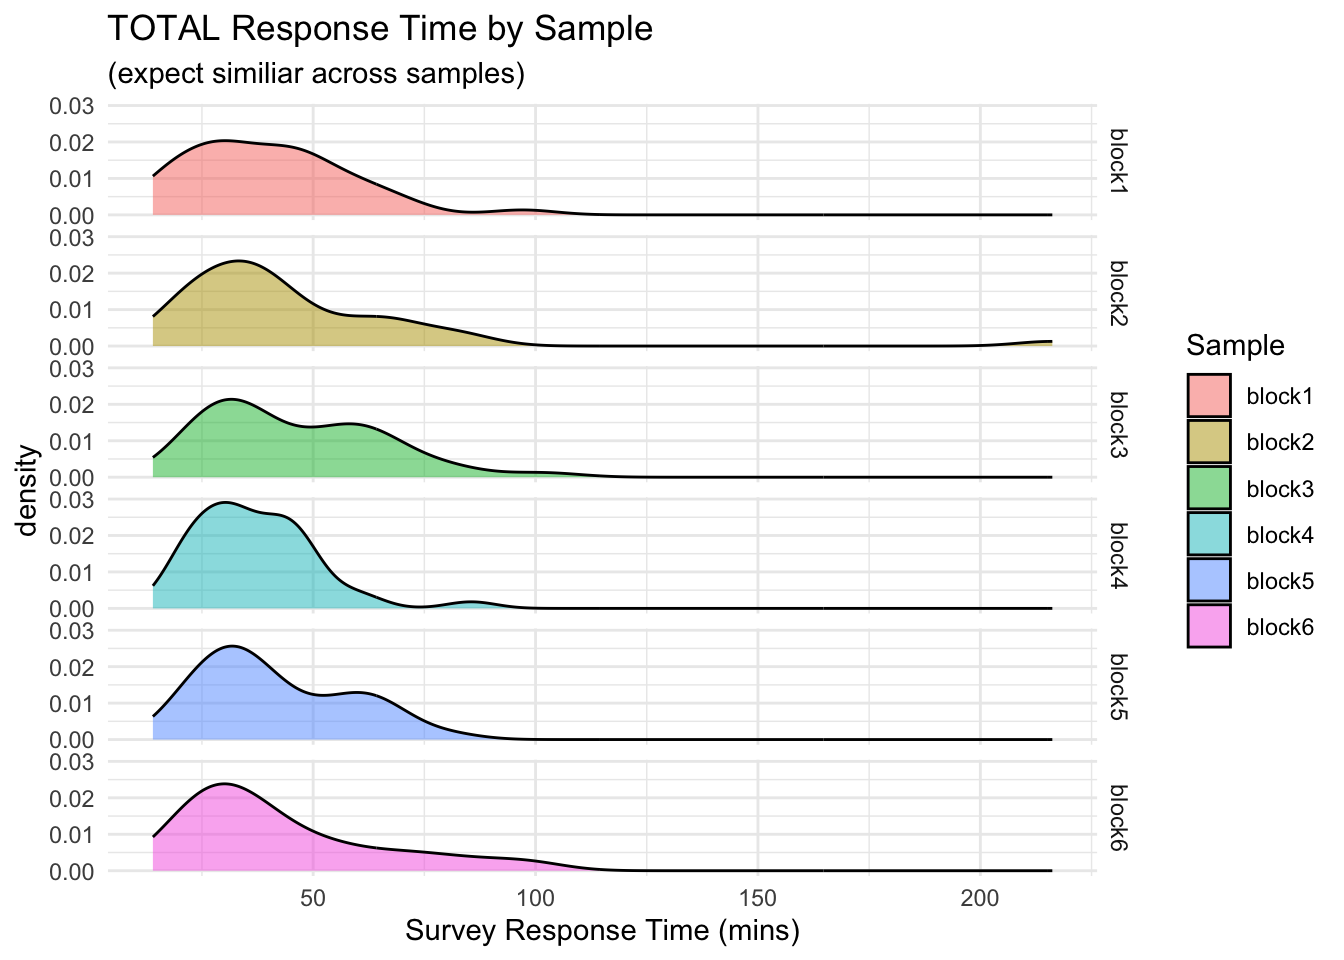 TOTAL Response Time by Sample
(expect similiar across samples)
0.03
0.02
0.01
0.00
block1
0.03
0.02
0.01
0.00
block2
0.03
0.02
0.01
0.00
block3
0.03
0.02
0.01
0.00
block4
0.03
0.02
0.01
0.00
block5
0.03
0.02
0.01
0.00
block6
density
50 100 150 200
Survey Response Time (mins)
Sample
block1
block2
block3
block4
block5
block6